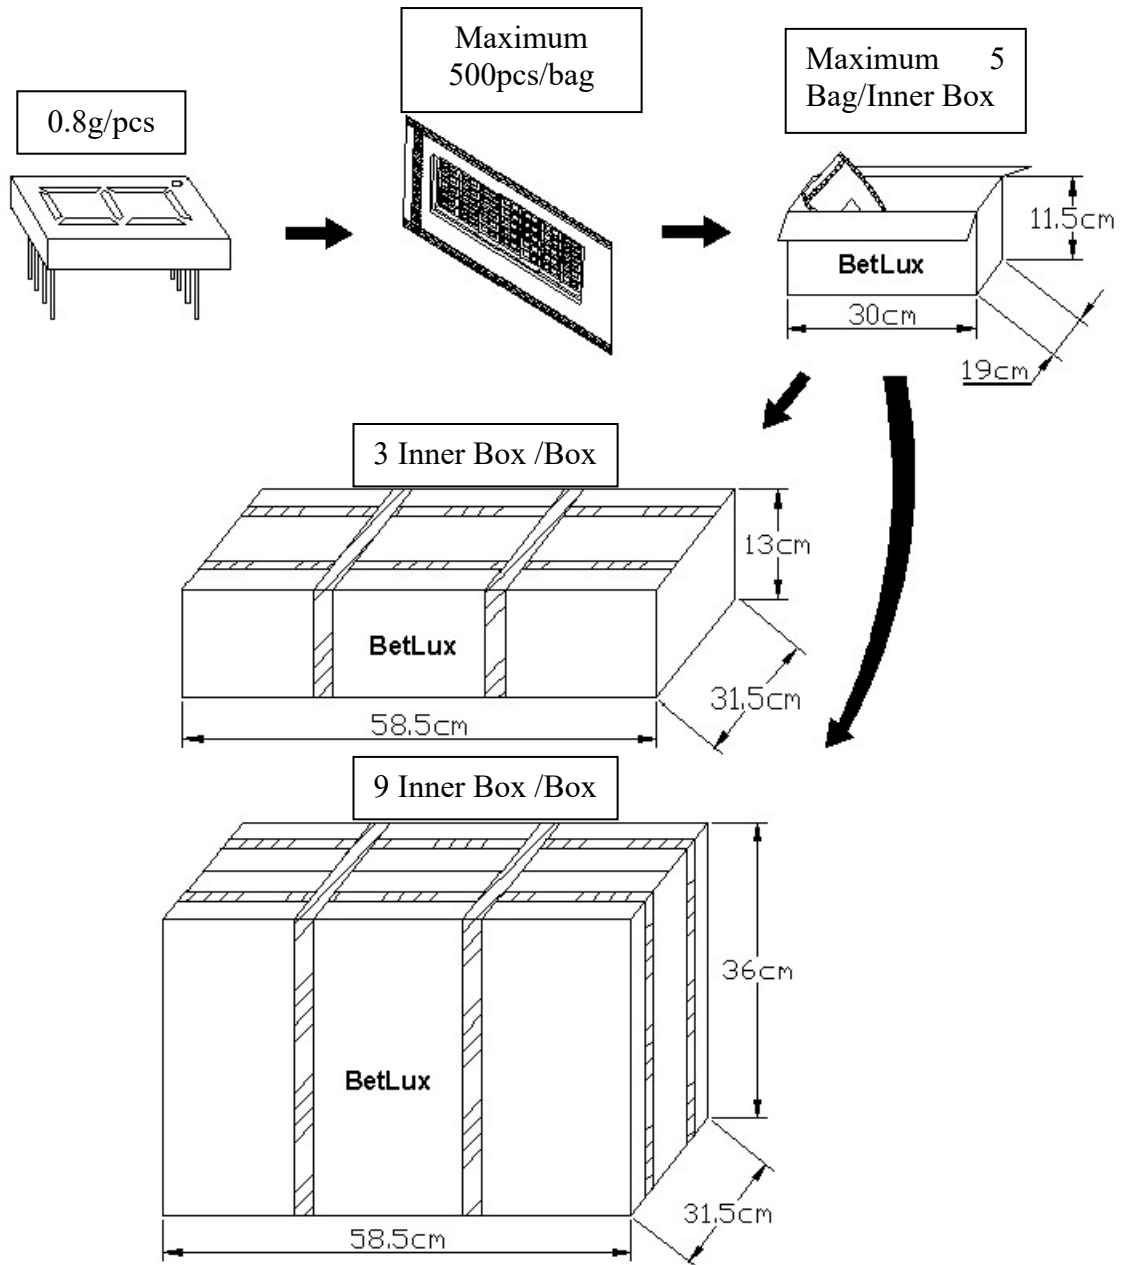 Maximum
500pcs/bag
Maximum 5
Bag/Inner Box
0.8g/pcs
11.5cm
BetLux
30cm
19cm
3 Inner Box /Box
13cm
BetLux
31.5cm
58.5cm
9 Inner Box /Box
36cm
BetLux
31.5cm
58.5cm